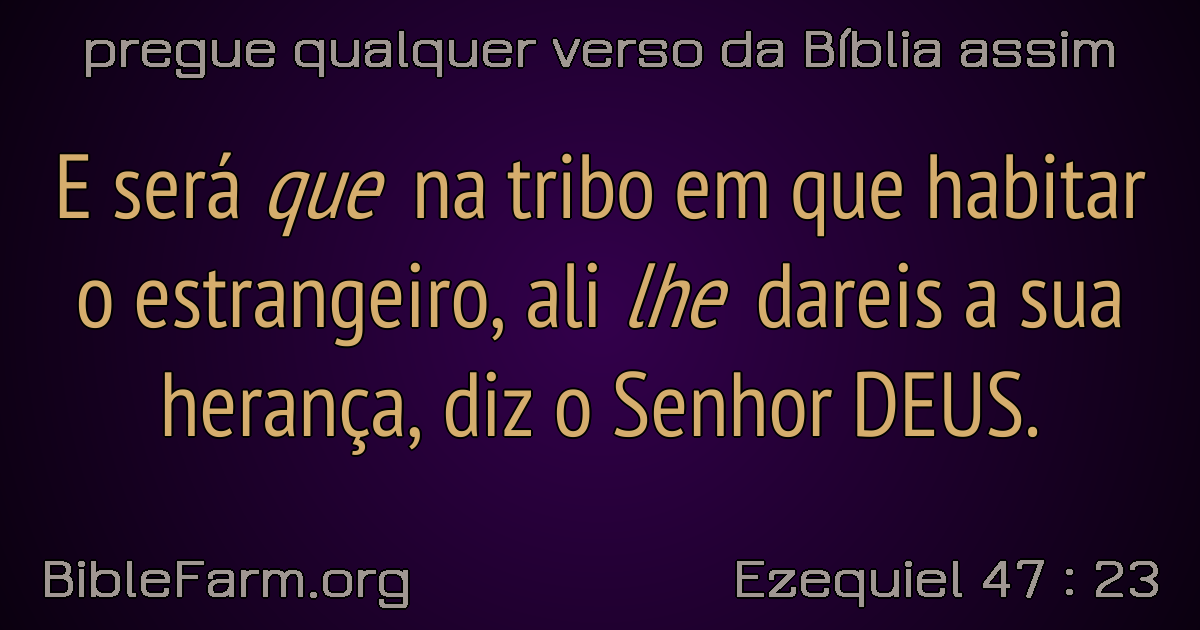 pregue qualquer verso da Bíblia assim
E será que na tribo em que habitar
o estrangeiro, ali lhe dareis a sua
herança, diz o Senhor DEUS.
BibleFarm.org
Ezequiel 47 : 23